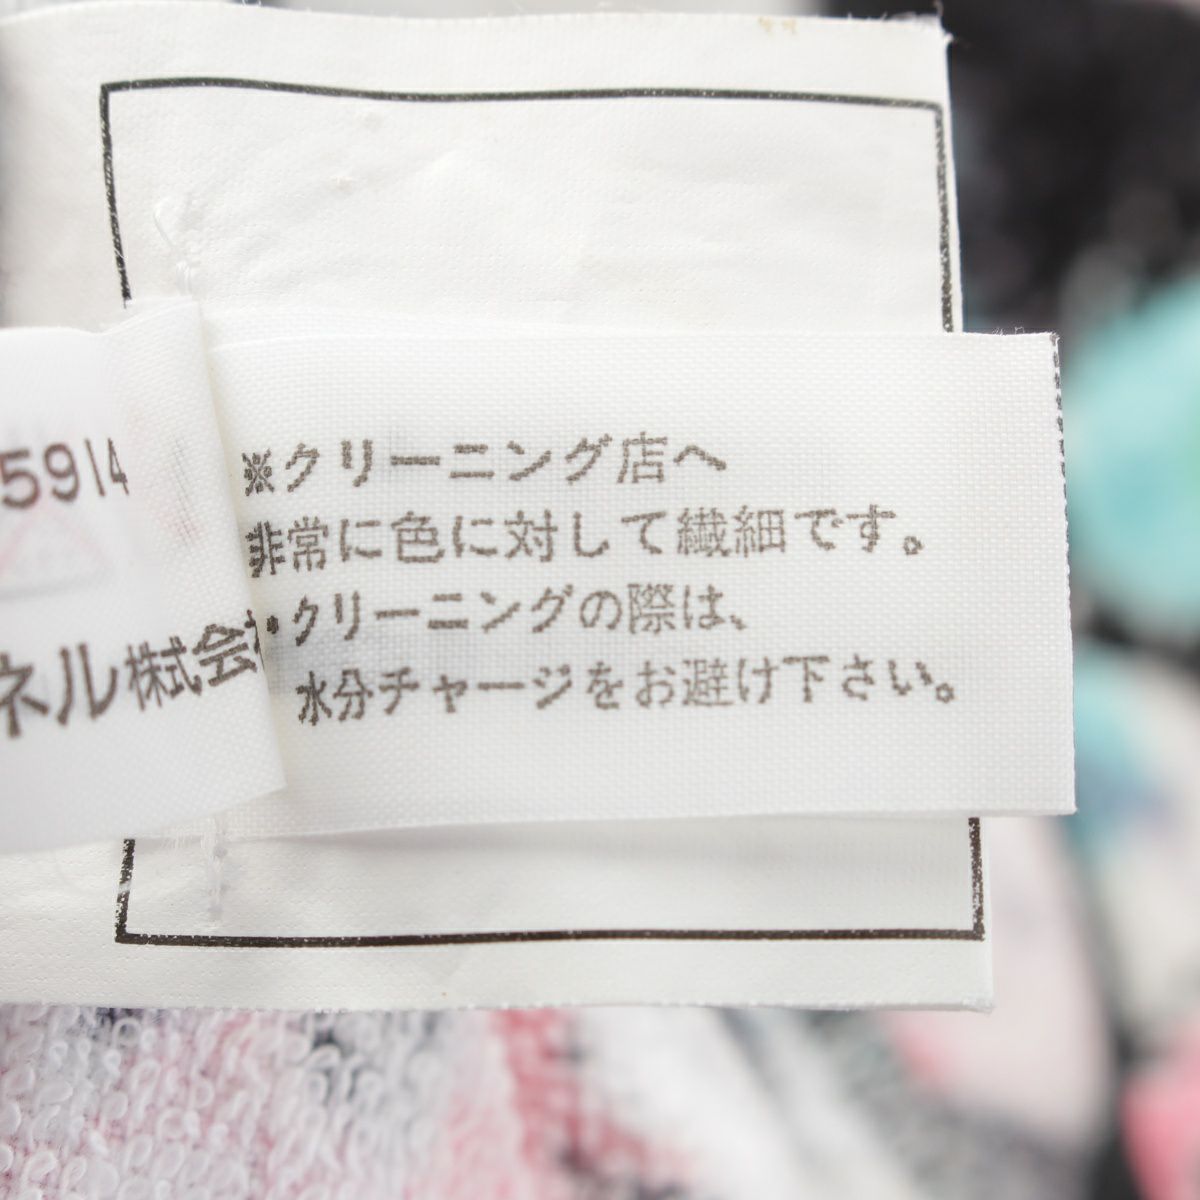 5914
ネル株式会
※クリーニング店へ
非常に色に対して繊細です。
・クリーニングの際は、
水分チャージをお避け下さい。